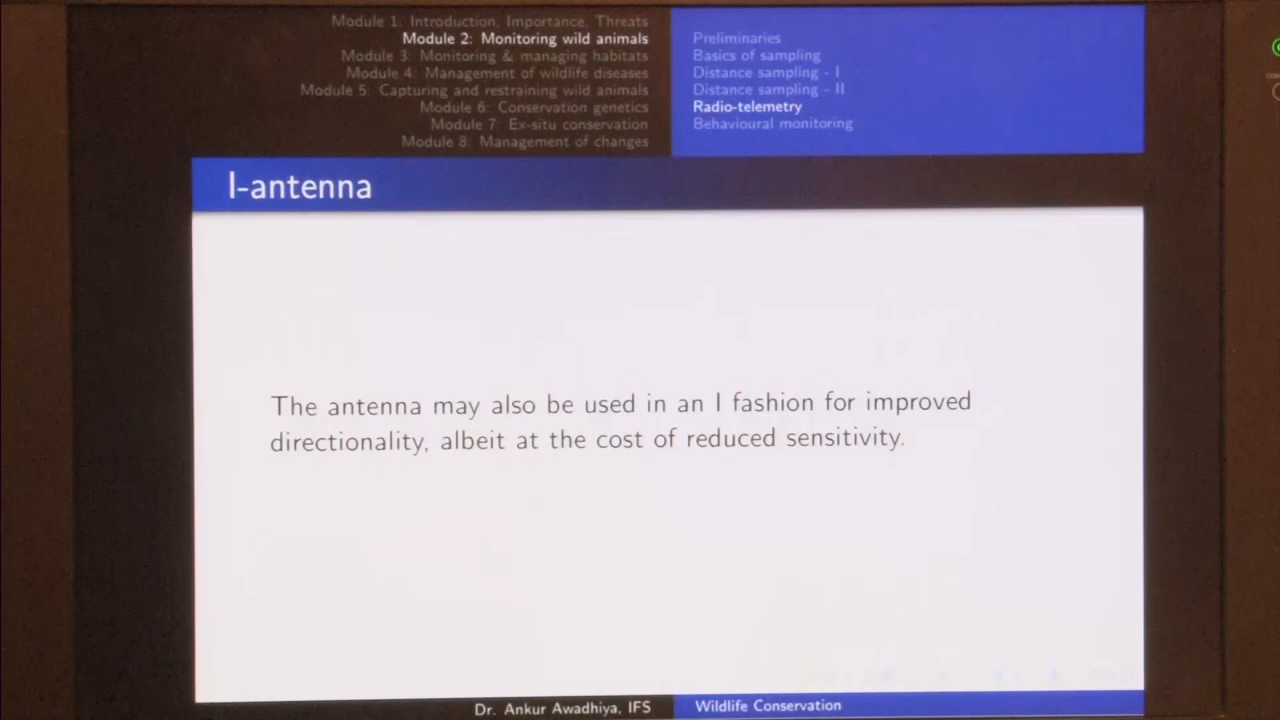 Module 1: Introduction, Importance, Threats
Module 2: Monitoring wild animals
Module 3: Monitoring & managing habitats
Module 4: Management of wildlife diseases
Module 5: Capturing and restraining wild animals
Module 6: Conservation genetics
Module 7: Ex-situ conservation
Module 8: Management of changes
Preliminaries
Basics of sampling
Distance sampling - I
Distance sampling - II
Radio-telemetry
Behavioural monitoring
I-antenna
The antenna may also be used in an I fashion for improved
directionality, albeit at the cost of reduced sensitivity.
Dr. Ankur Awadhiya, IFS
Wildlife Conservation